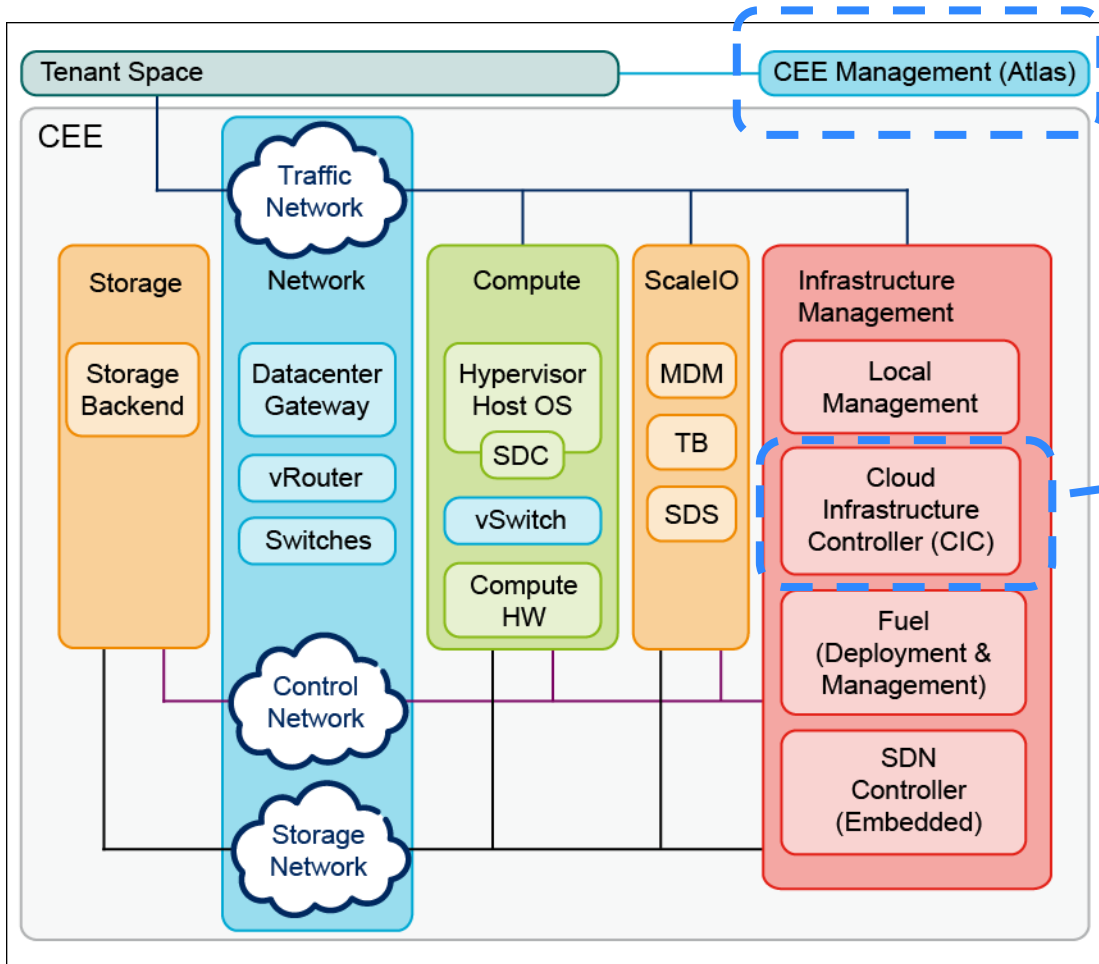 Tenant Space
CEE Management (Atlas)
CEE
Traffic
Network
Storage
Storage
Backend
Network
Datacenter
Gateway
vRouter
Switches
Compute
Hypervisor
Host OS
SDC
vSwitch
Compute
HW
ScaleIO
MDM
TB
SDS
Infrastructure
Management
Local
Management
Cloud
Infrastructure
Controller (CIC)
Fuel
(Deployment &
Management)
SDN
Controller
(Embedded)
Control
Network
Storage
Network